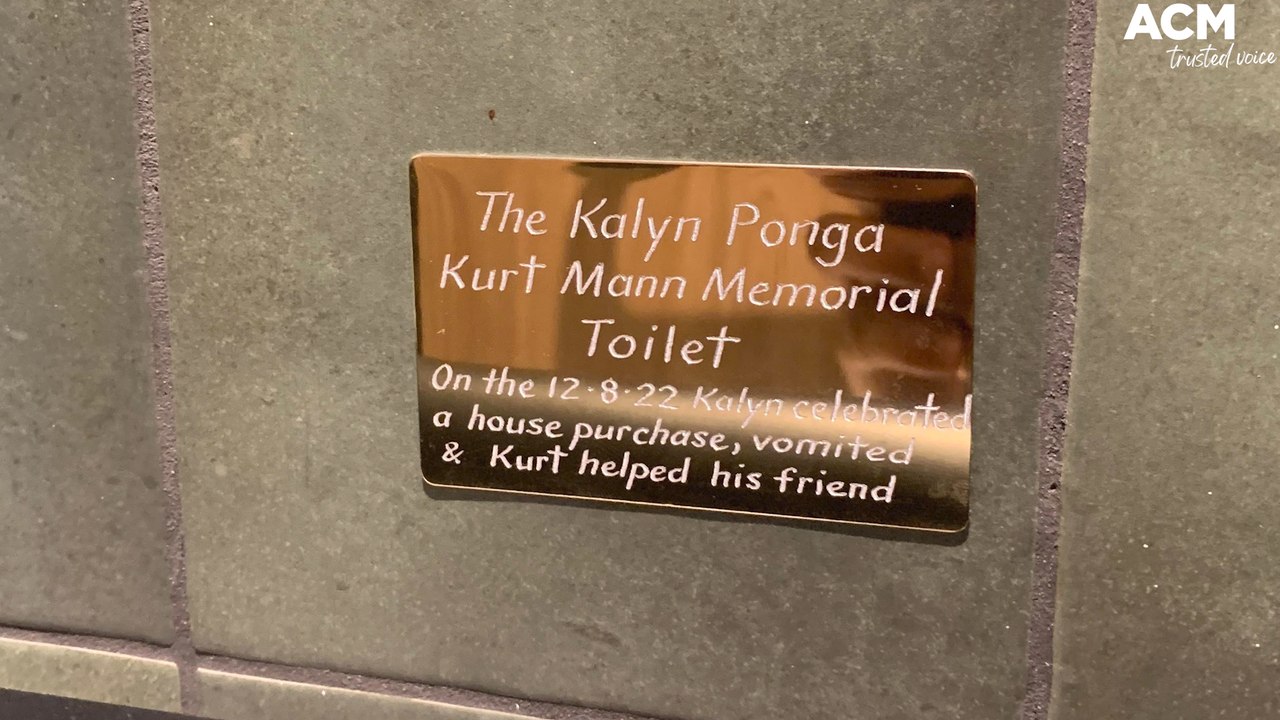 ACM
trusted voice
The Kalyn Ponga
Kurt Mann Memorial
Toilet
On the 12·8·22 Kalyn celebrated
a house purchase, vomited
& Kurt helped his friend